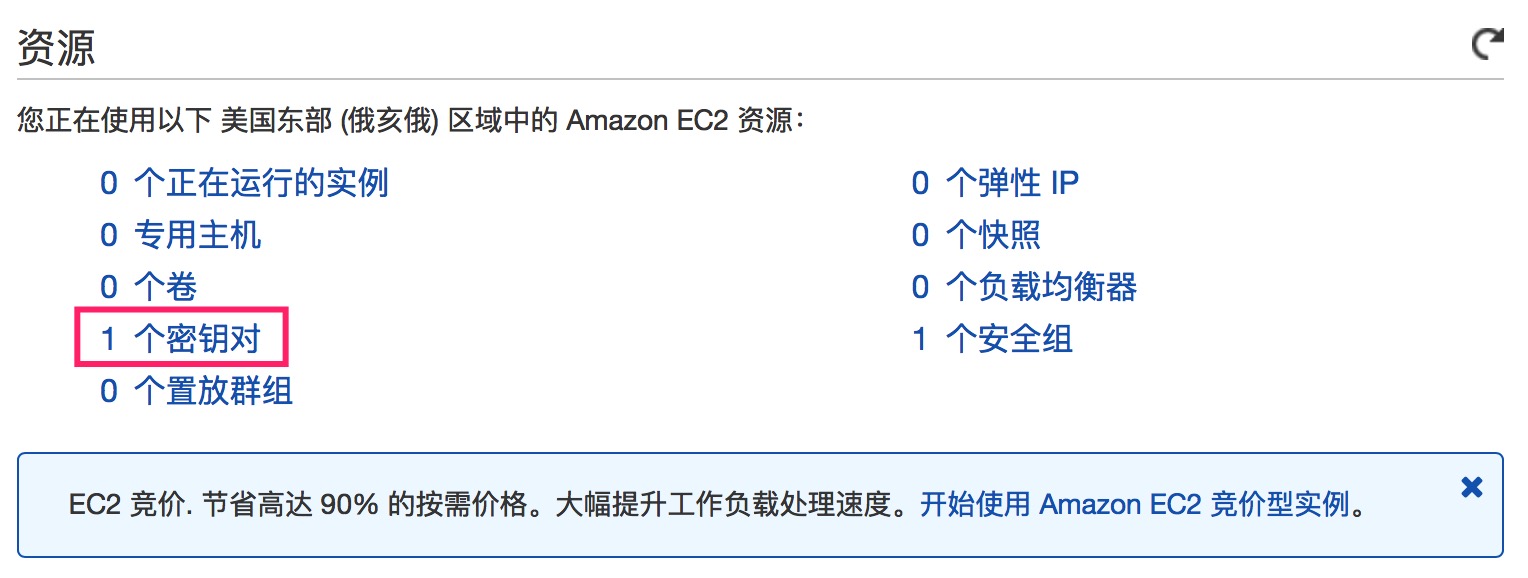 资源
您正在使用以下 美国东部 (俄亥俄) 区域中的 Amazon EC2 资源：
0 个正在运行的实例
0 个弹性 IP
0 专用主机
0 个快照
0 个卷
0 个负载均衡器
1 个密钥对
1 个安全组
0 个置放群组
EC2 竞价. 节省高达 90% 的按需价格。大幅提升工作负载处理速度。开始使用 Amazon EC2 竞价型实例。